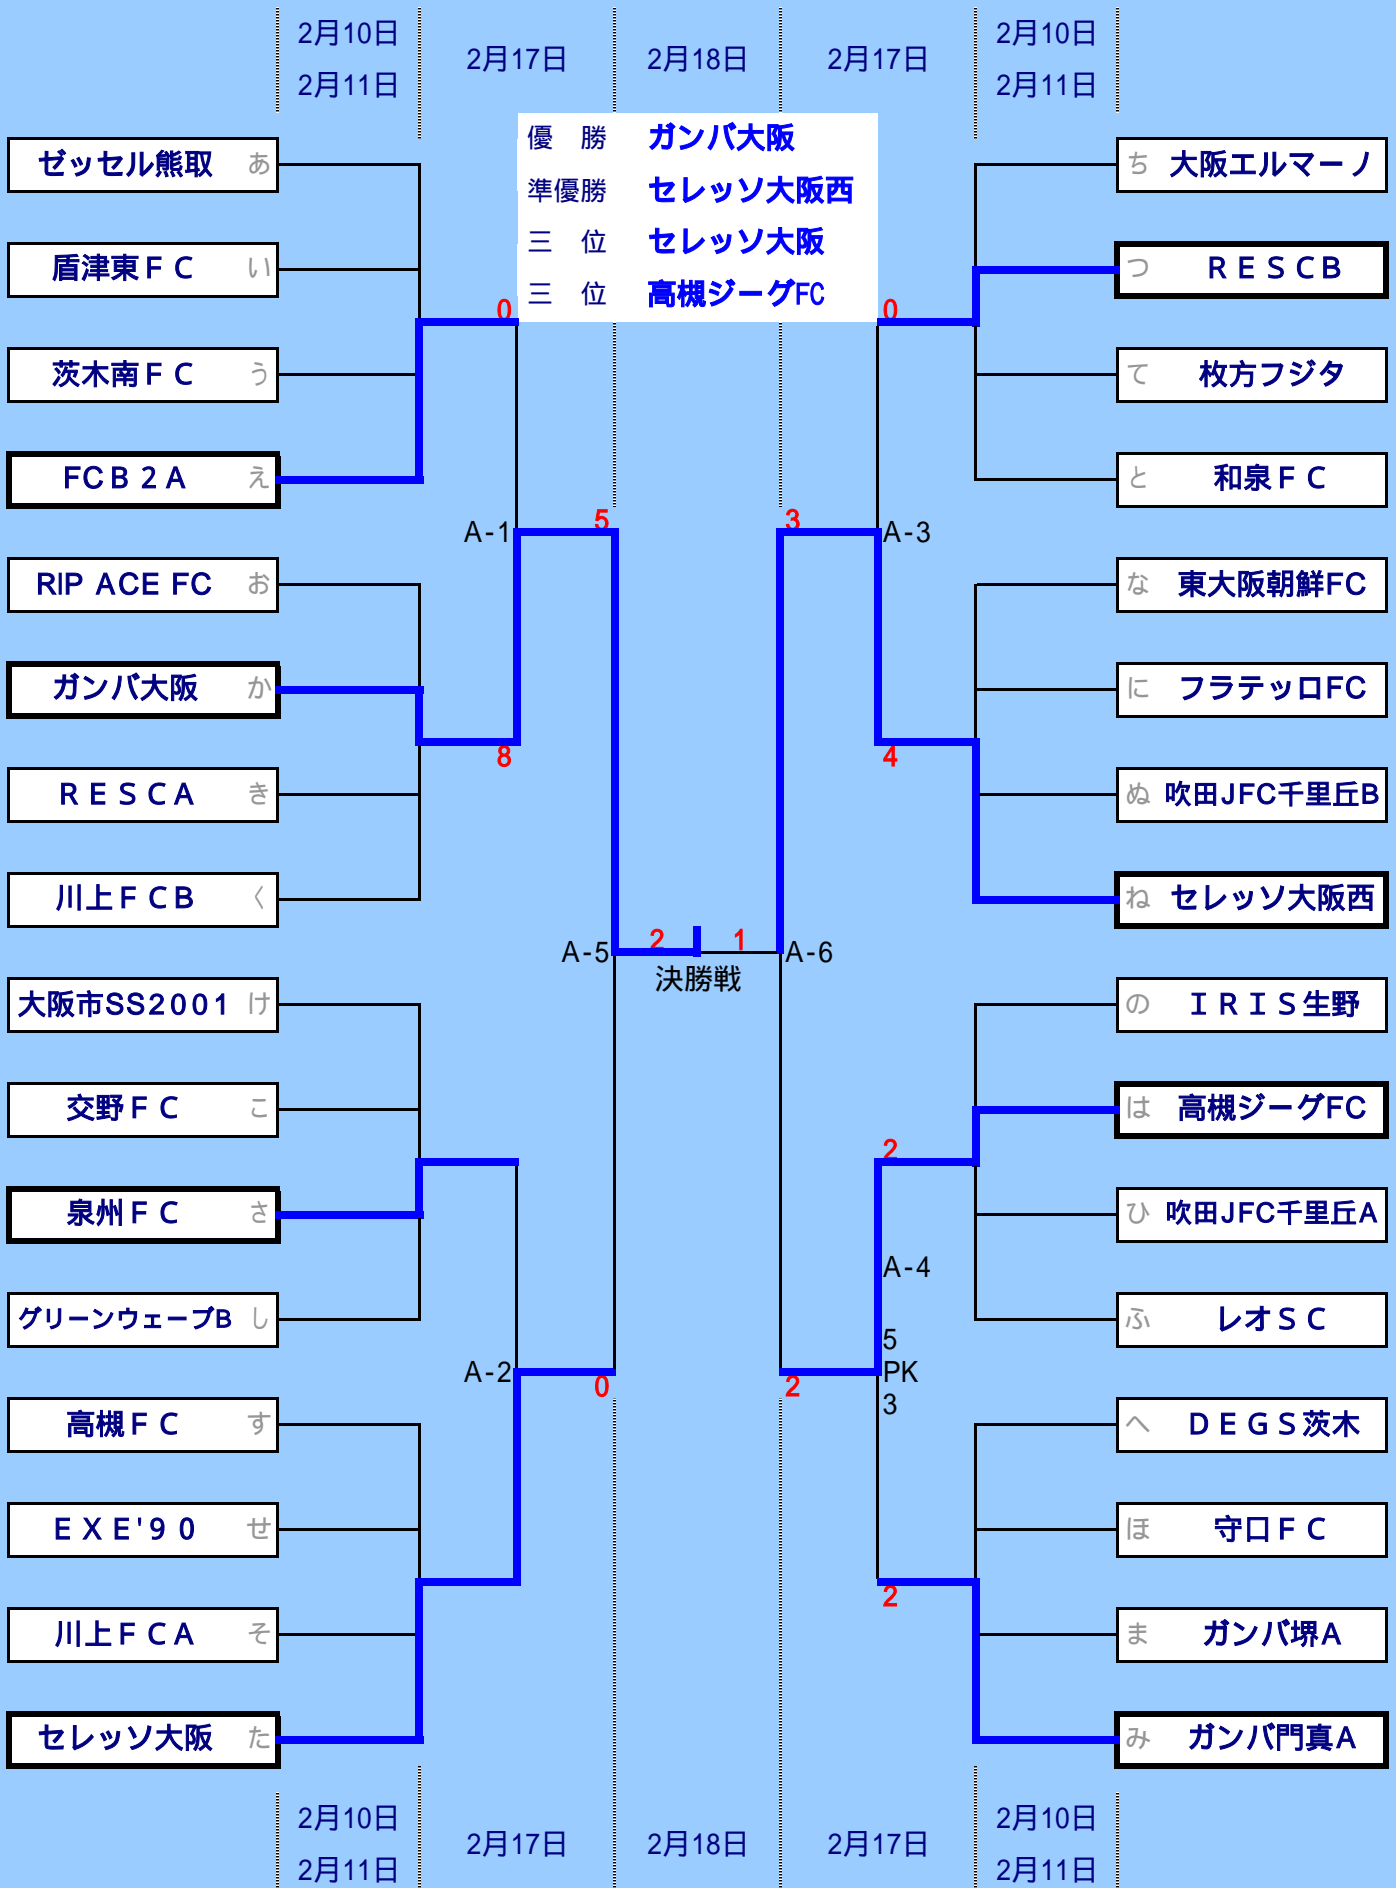 2月10日
2月11日
2月17日
2月18日
2月17日
2月10日
2月11日
優　勝　ガンバ大阪
準優勝　セレッソ大阪西
三　位　セレッソ大阪
三　位　高槻ジーグFC
ゼッセル熊取 あ
盾津東ＦＣ い
茨木南ＦＣ う
FCB２A え
RIP ACE FC お
ガンバ大阪 か
ＲＥＳＣＡ き
川上ＦＣＢ く
大阪市SS2001 け
交野ＦＣ こ
泉州ＦＣ さ
グリーンウェーブB し
高槻ＦＣ す
ＥＸＥ'９０ せ
川上ＦＣＡ そ
セレッソ大阪 た
0
A-1
5
8
A-5
2
1
決勝戦
A-6
A-2
0
0
3
A-3
4
2
A-4
5
PK
3
2
2
ち 大阪エルマーノ
つ ＲＥＳＣＢ
て 枚方フジタ
と 和泉ＦＣ
な 東大阪朝鮮FC
に フラテッロFC
ぬ 吹田JFC千里丘B
ね セレッソ大阪西
の ＩＲＩＳ生野
は 高槻ジーグFC
ひ 吹田JFC千里丘A
ふ レオＳＣ
へ ＤＥＧＳ茨木
ほ 守口ＦＣ
ま ガンバ堺A
み ガンバ門真A
2月10日
2月11日
2月17日
2月18日
2月17日
2月10日
2月11日